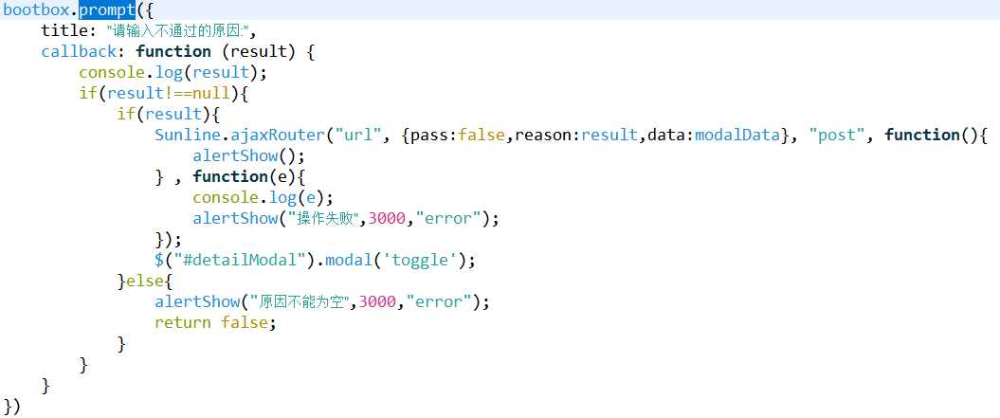 bootbox.prompt({
    title: "请输入不通过的原因:",
    callback: function (result) {
        console.log(result);
        if(result!==null){
            if(result){
                Sunline.ajaxRouter("url", {pass:false,reason:result,data:modalData}, "post", function(){
                    alertShow();
                } , function(e){
                    console.log(e);
                    alertShow("操作失败",3000,"error");
                });
                $("#detailModal").modal('toggle');
            }else{
                alertShow("原因不能为空",3000,"error");
                return false;
            }
        }
    }
})